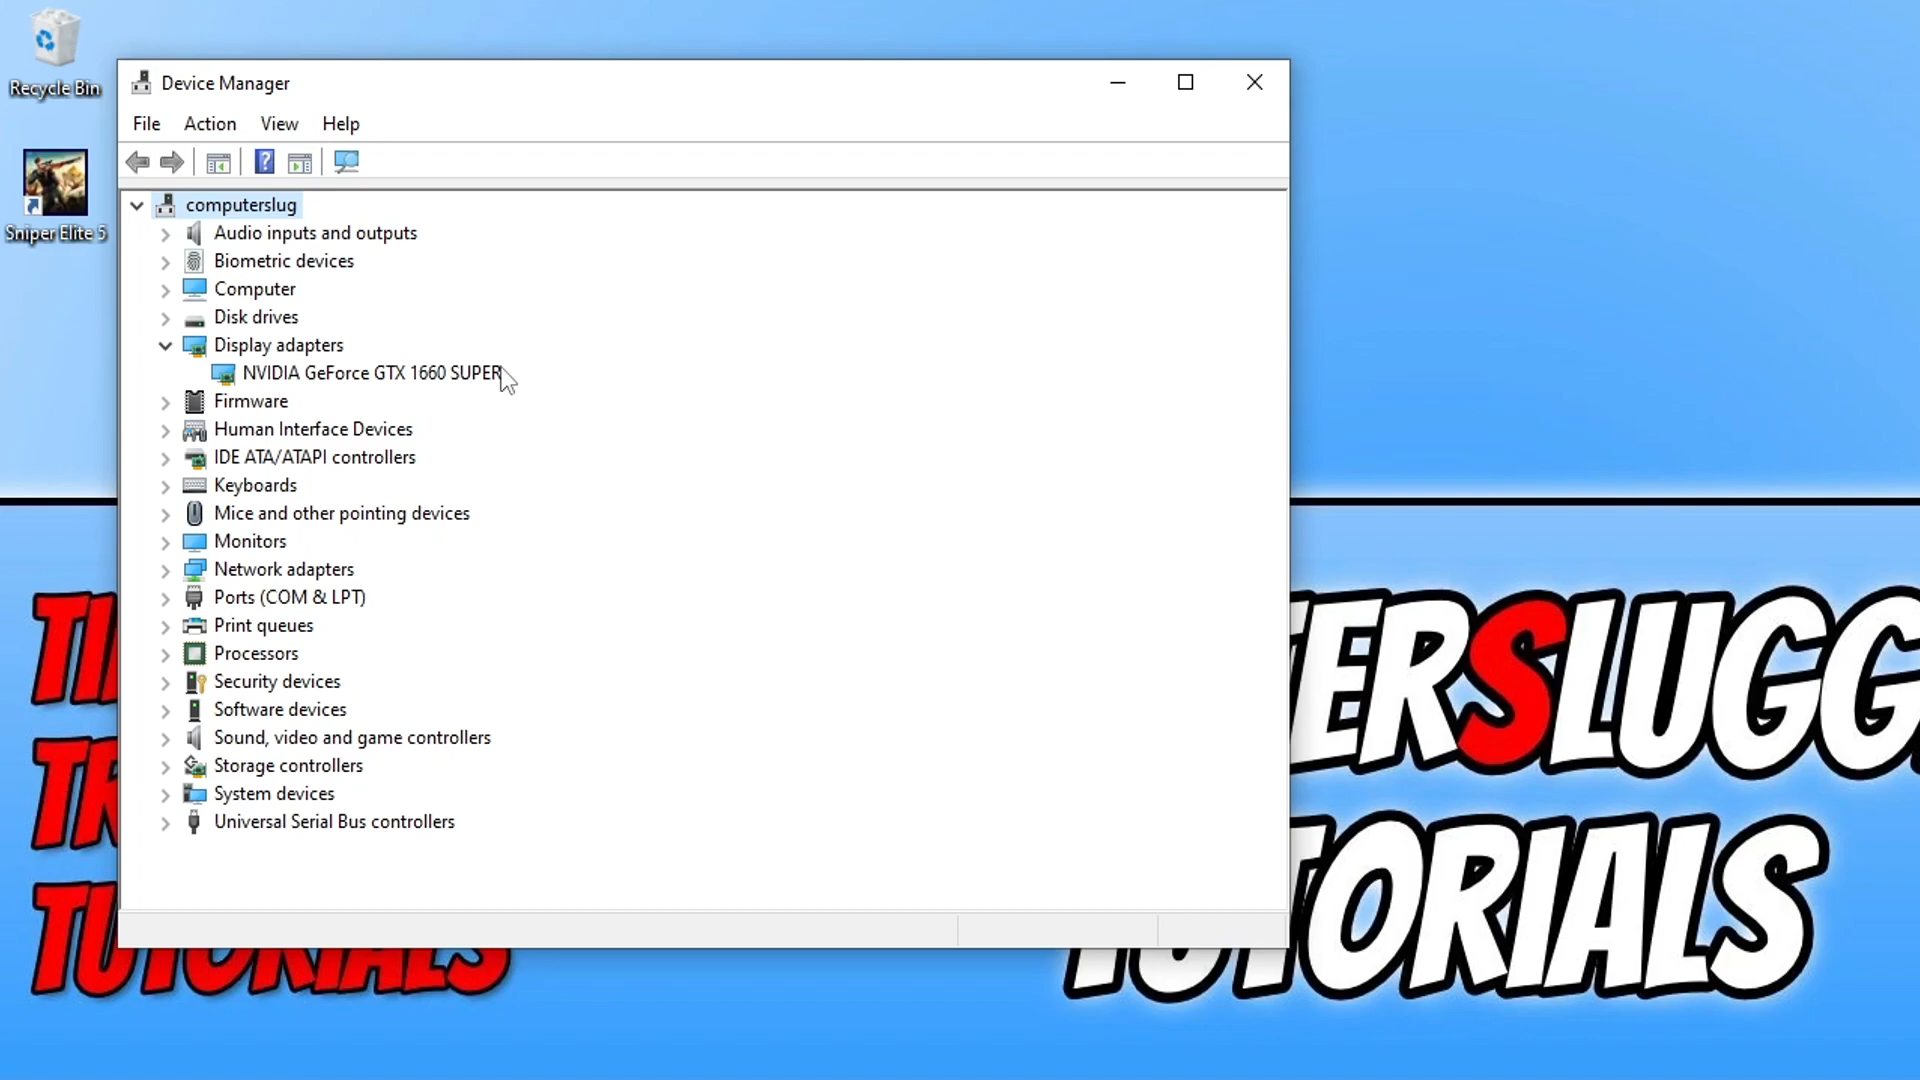 Recycle Bin
Sniper Elite 5
Device Manager
File Action View Help
computerslug
Audio inputs and outputs
Biometric devices
Computer
Disk drives
Display adapters
NVIDIA GeForce GTX 1660 SUPER
Firmware
Human Interface Devices
IDE ATA/ATAPI controllers
Keyboards
Mice and other pointing devices
Monitors
Network adapters
Ports (COM & LPT)
Print queues
Processors
Security devices
Software devices
Sound, video and game controllers
Storage controllers
System devices
Universal Serial Bus controllers
TUTORIALS
TERSLUGG
TUTORIALS